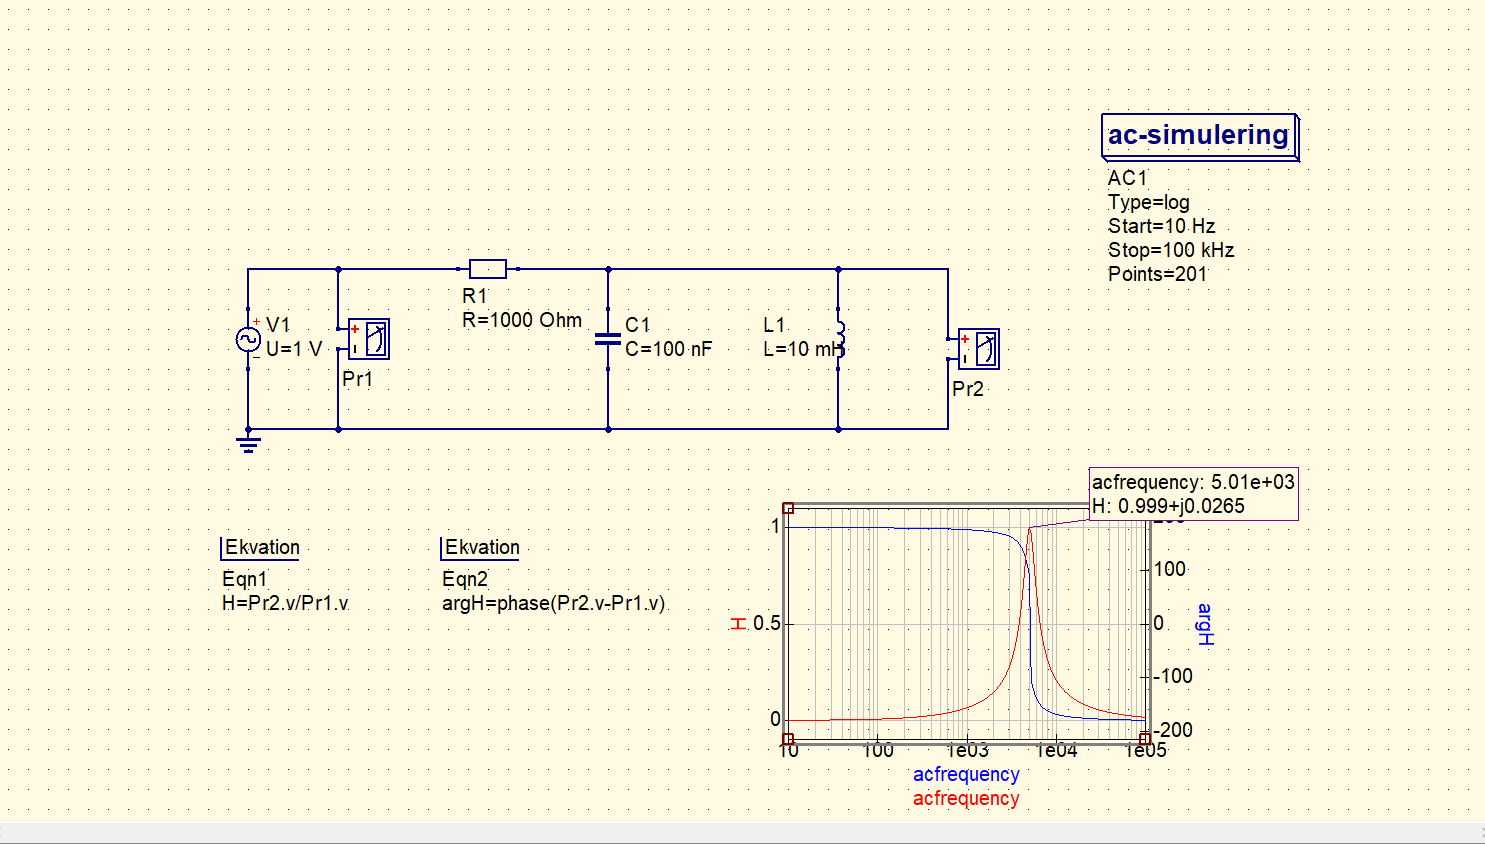 ac-simulering
AC1
Type=log
Start=10 Hz
Stop=100 kHz
Points=201
R1
R=1000 Ohm
V1
U=1 V
Pr1
C1
C=100 nF
L1
L=10 mH
Pr2
acfrequency: 5.01e+03
H: 0.999+j0.0265
Ekvation
Eqn1
H=Pr2.v/Pr1.v
Ekvation
Eqn2
argH=phase(Pr2.v-Pr1.v)
1
0.5
0
H
200
100
0
-100
-200
argH
10 100 1e03 1e04 1e05
acfrequency
acfrequency